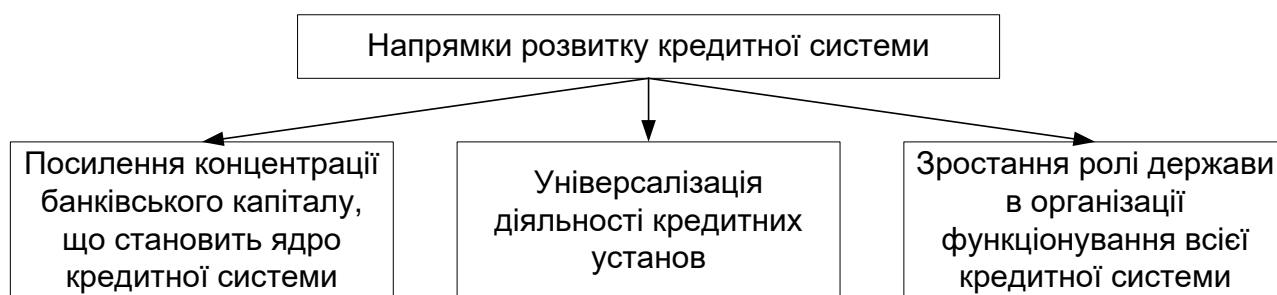 Напрямки розвитку кредитної системи
Посилення концентрації
банківського капіталу,
що становить ядро
кредитної системи
Універсалізація
діяльності кредитних
установ
Зростання ролі держави
в організації
функціонування всієї
кредитної системи